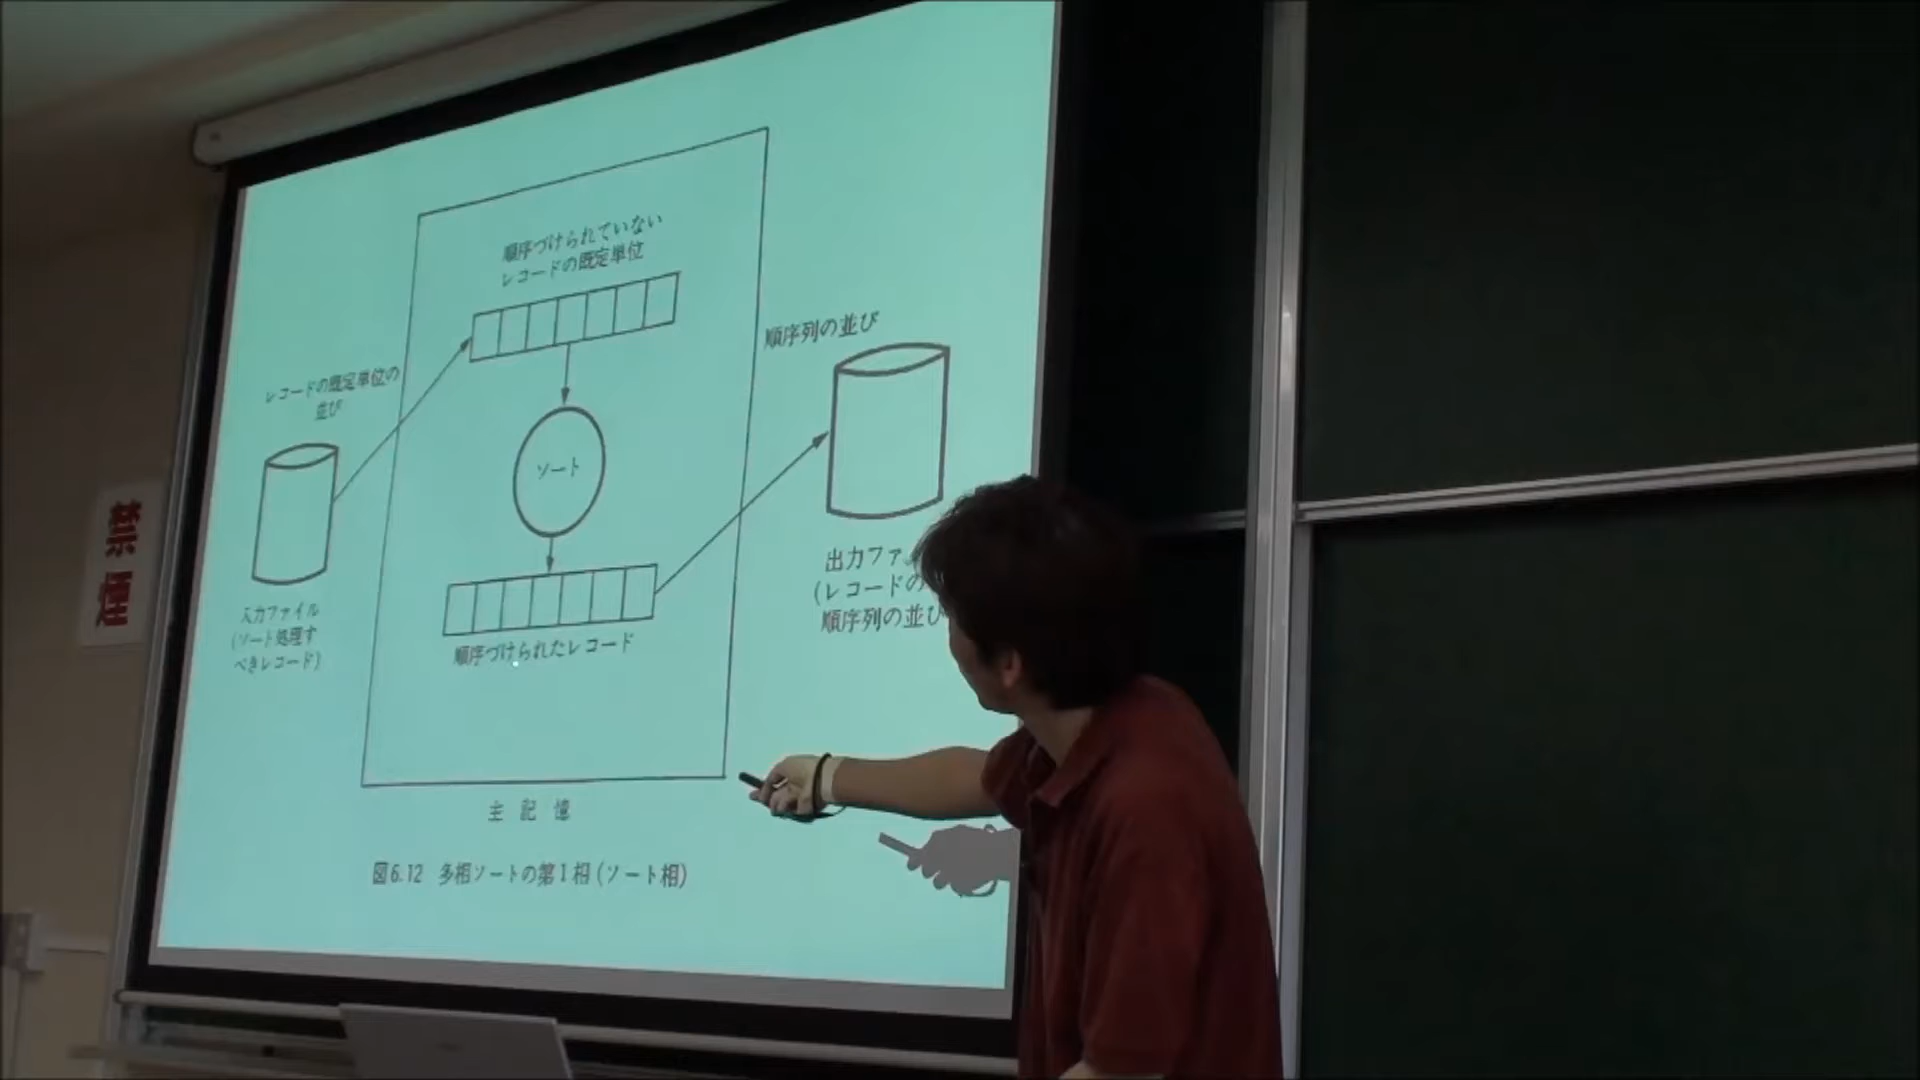 順序づけられていない
レコードの既定単位
順序列の並び
レコードの既定単位の
並び
ソート
入力ファイル
(ソート処理す
べきレコード)
出力ファ
(レコードの
順序列の並び
順序づけられたレコード
主記憶
図6.12 多相ソートの第1相(ソート相)
禁
煙